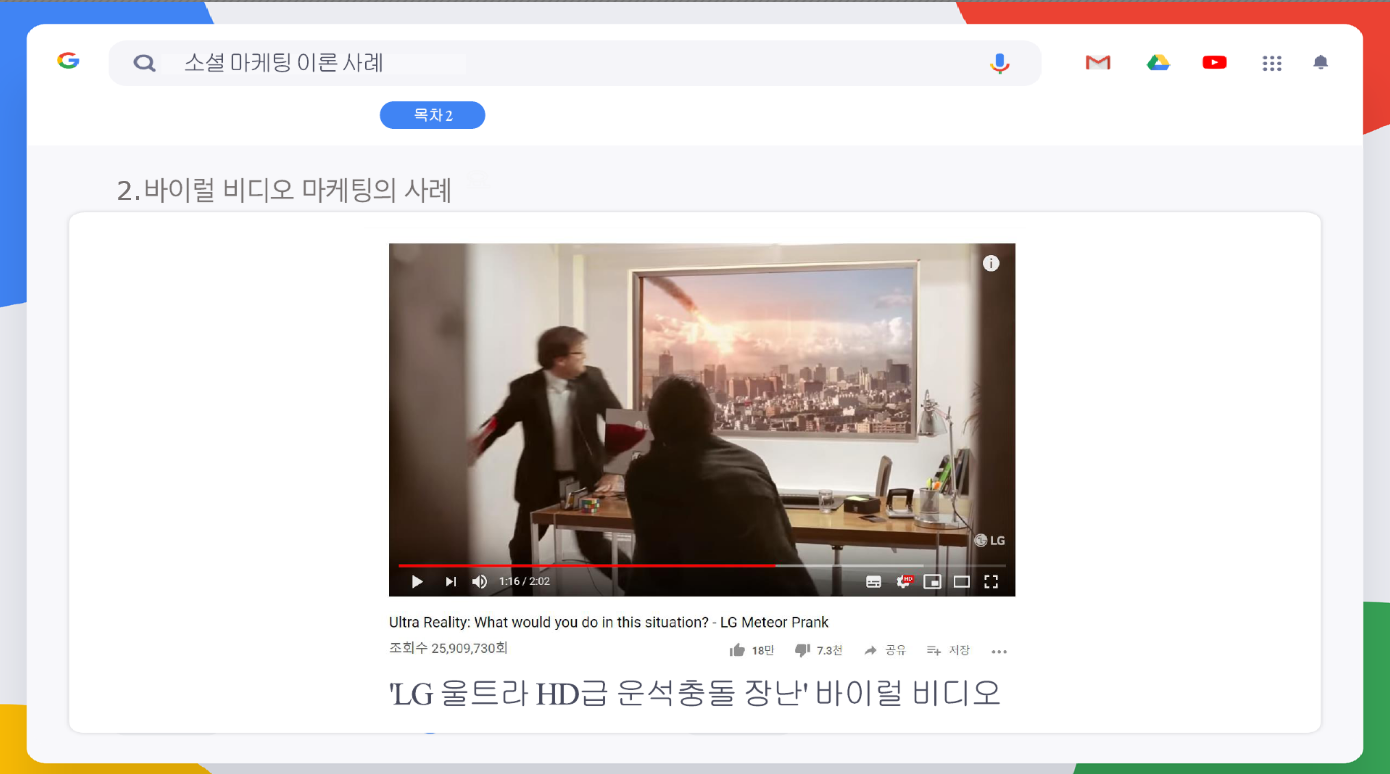 소셜 마케팅 이론 사례
목차 2
2. 바이럴 비디오 마케팅의 사례
LG
1:16 / 2:02
HD
Ultra Reality: What would you do in this situation? - LG Meteor Prank
조회수 25,909,730회
18만 7.3천 공유 저장
'LG 울트라 HD급 운석충돌 장난' 바이럴 비디오